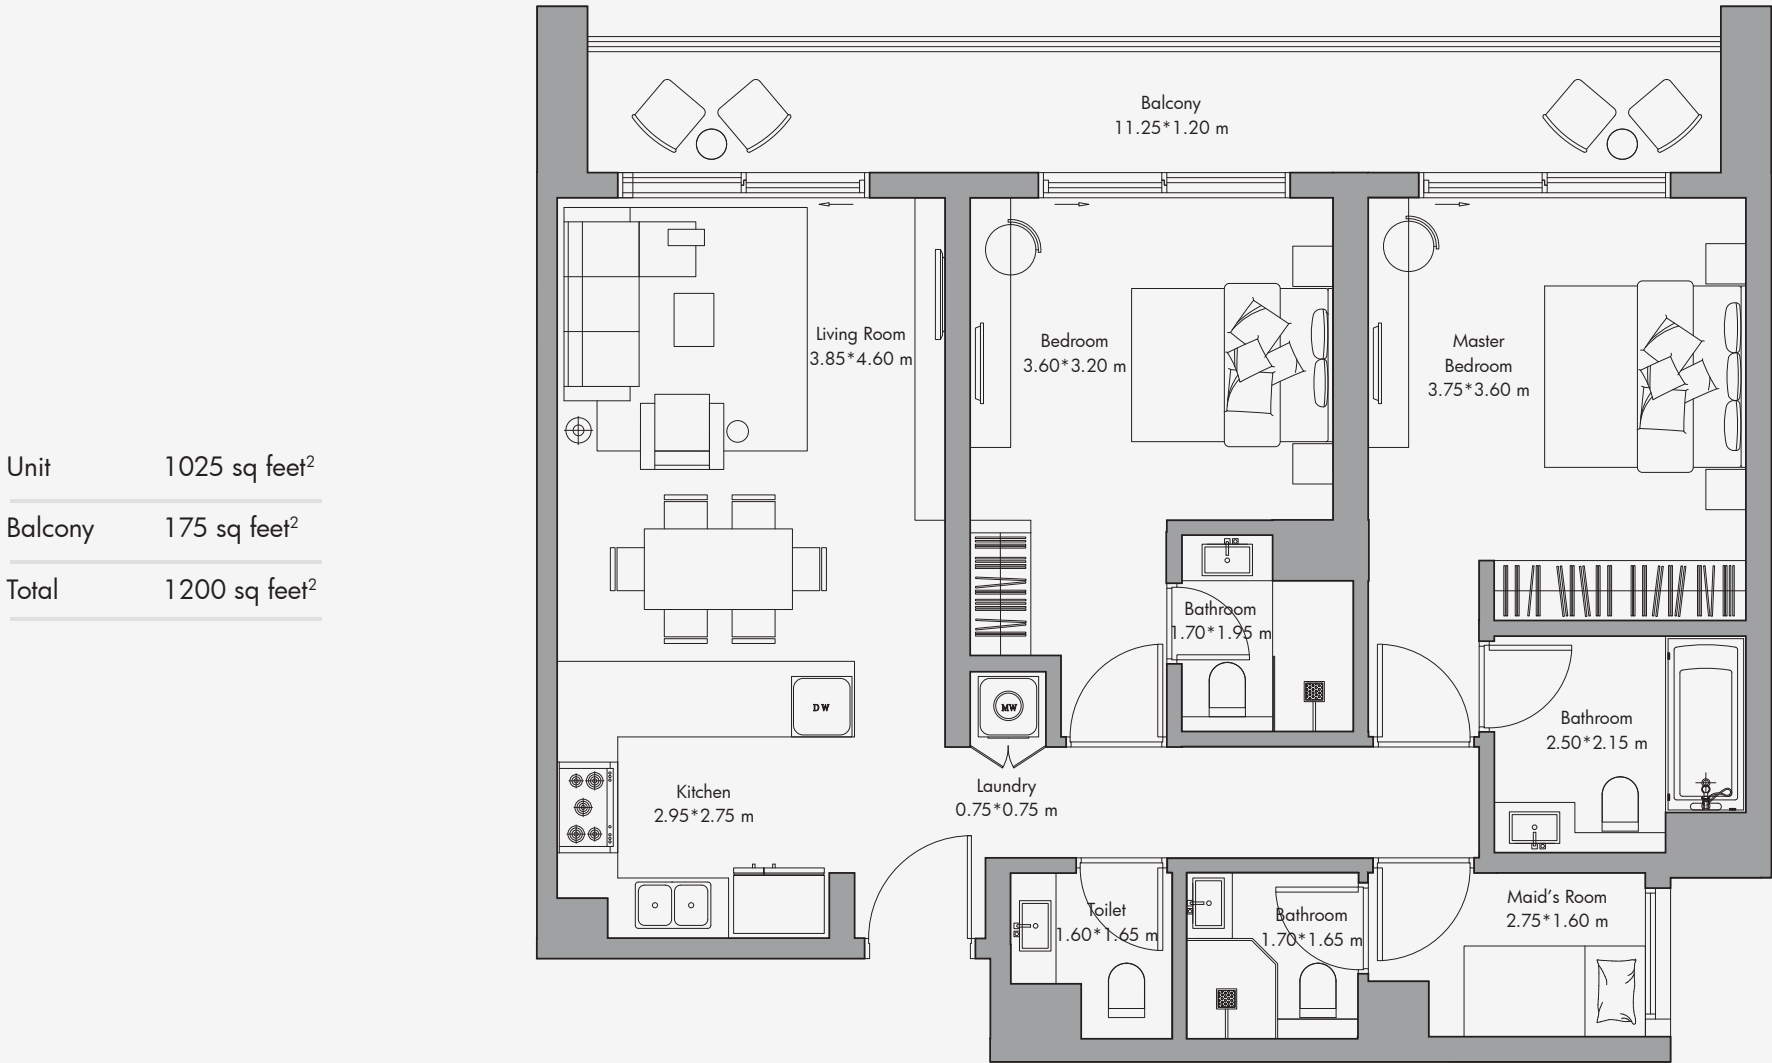 Unit 1025 sq feet²
Balcony 175 sq feet²
Total 1200 sq feet²
Balcony
11.25*1.20 m
Living Room
3.85*4.60 m
Bedroom
3.60*3.20 m
Master
Bedroom
3.75*3.60 m
Bathroom
1.70*1.95 m
DW
MW
Bathroom
2.50*2.15 m
Kitchen
2.95*2.75 m
Laundry
0.75*0.75 m
Toilet
1.60*1.65 m
Bathroom
1.70*1.65 m
Maid's Room
2.75*1.60 m